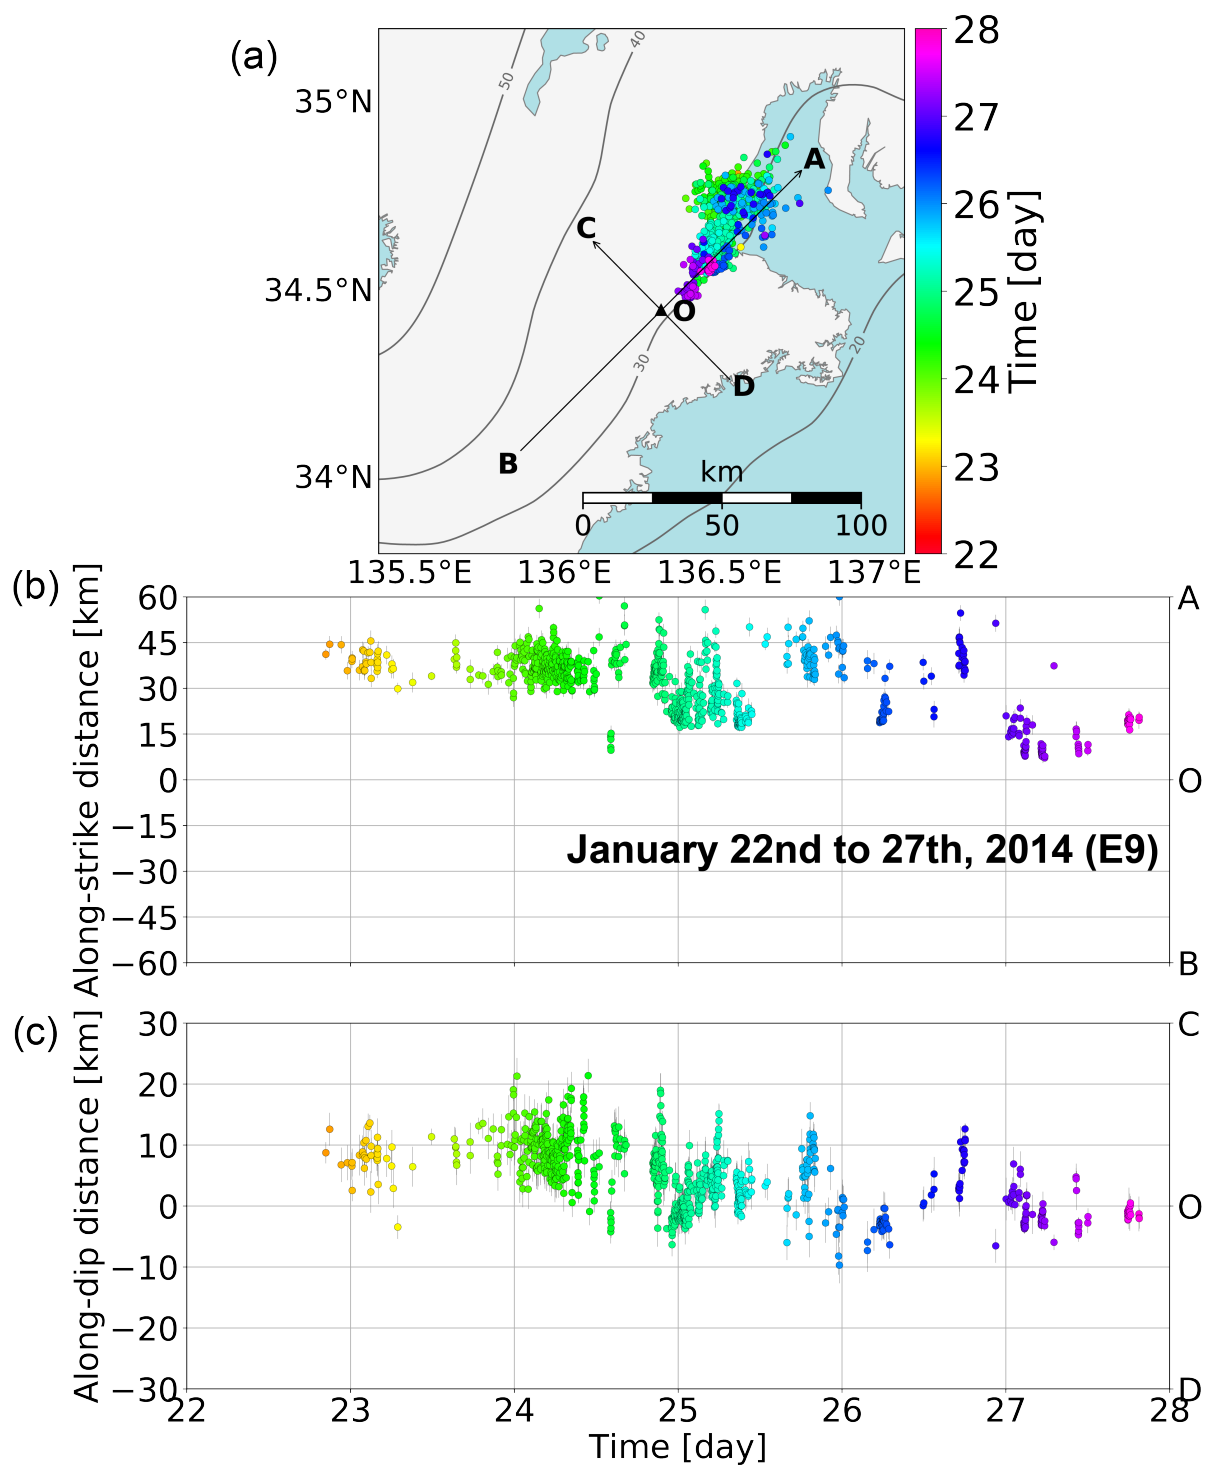 (a)
50
40
30
20
35°N
34.5°N
34°N
A
C
O
D
B
km
0 50 100
135.5°E 136°E 136.5°E 137°E
28
27
26
25
24
23
22
Time [day]
(b)
Along-strike distance [km]
60
45
30
15
0
−15
−30
−45
−60
A
O
B
January 22nd to 27th, 2014 (E9)
(c)
Along-dip distance [km]
30
20
10
0
−10
−20
−30
C
O
D
22 23 24 25 26 27 28
Time [day]